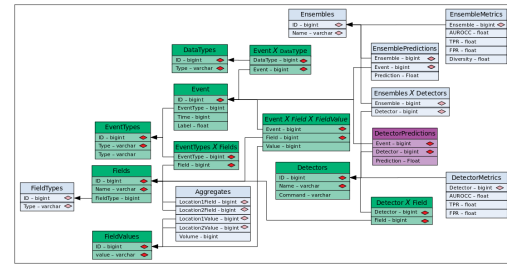 Ensembles
ID – bigint
Name – varchar
EnsembleMetrics
Ensemble – bigint
AUROCC – float
TPR – float
FPR – float
Diversity – float
DataTypes
ID – bigint
Type – varchar
Event X DataType
DataType – bigint
Event – bigint
EnsemblePredictions
Ensemble – bigint
Event – bigint
Prediction – Float
Event
ID – bigint
EventType – bigint
Time – bigint
Label – float
Ensembles X Detectors
Ensemble – bigint
Detector – bigint
EventTypes
ID – bigint
Type – varchar
Type – varchar
Event X Field X FieldValue
Event – bigint
Field – bigint
Value – bigint
DetectorPredictions
Event – bigint
Detector – bigint
Prediction – Float
EventTypes X Fields
EventType – bigint
Field – bigint
Fields
ID – bigint
Name – varchar
FieldType – bigint
Detectors
ID – bigint
Name – varchar
Command – varchar
DetectorMetrics
Detector – bigint
AUROCC – float
TPR – float
FPR – float
FieldTypes
ID – bigint
Type – varchar
Aggregates
Location1Field – bigint
Location2Field – bigint
Location1Value – bigint
Location2Value – bigint
Volume – bigint
Detector X Field
Detector – bigint
Field – bigint
FieldValues
ID – bigint
value – varchar